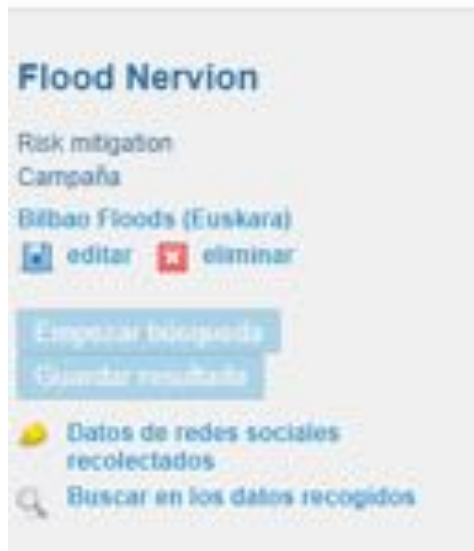 Flood Nervion
Risk mitigation
Campaña
Bilbao Floods (Euskara)
editar eliminar
Empezar búsqueda
Guardar resultado
Datos de redes sociales
recolectados
Buscar en los datos recogidos